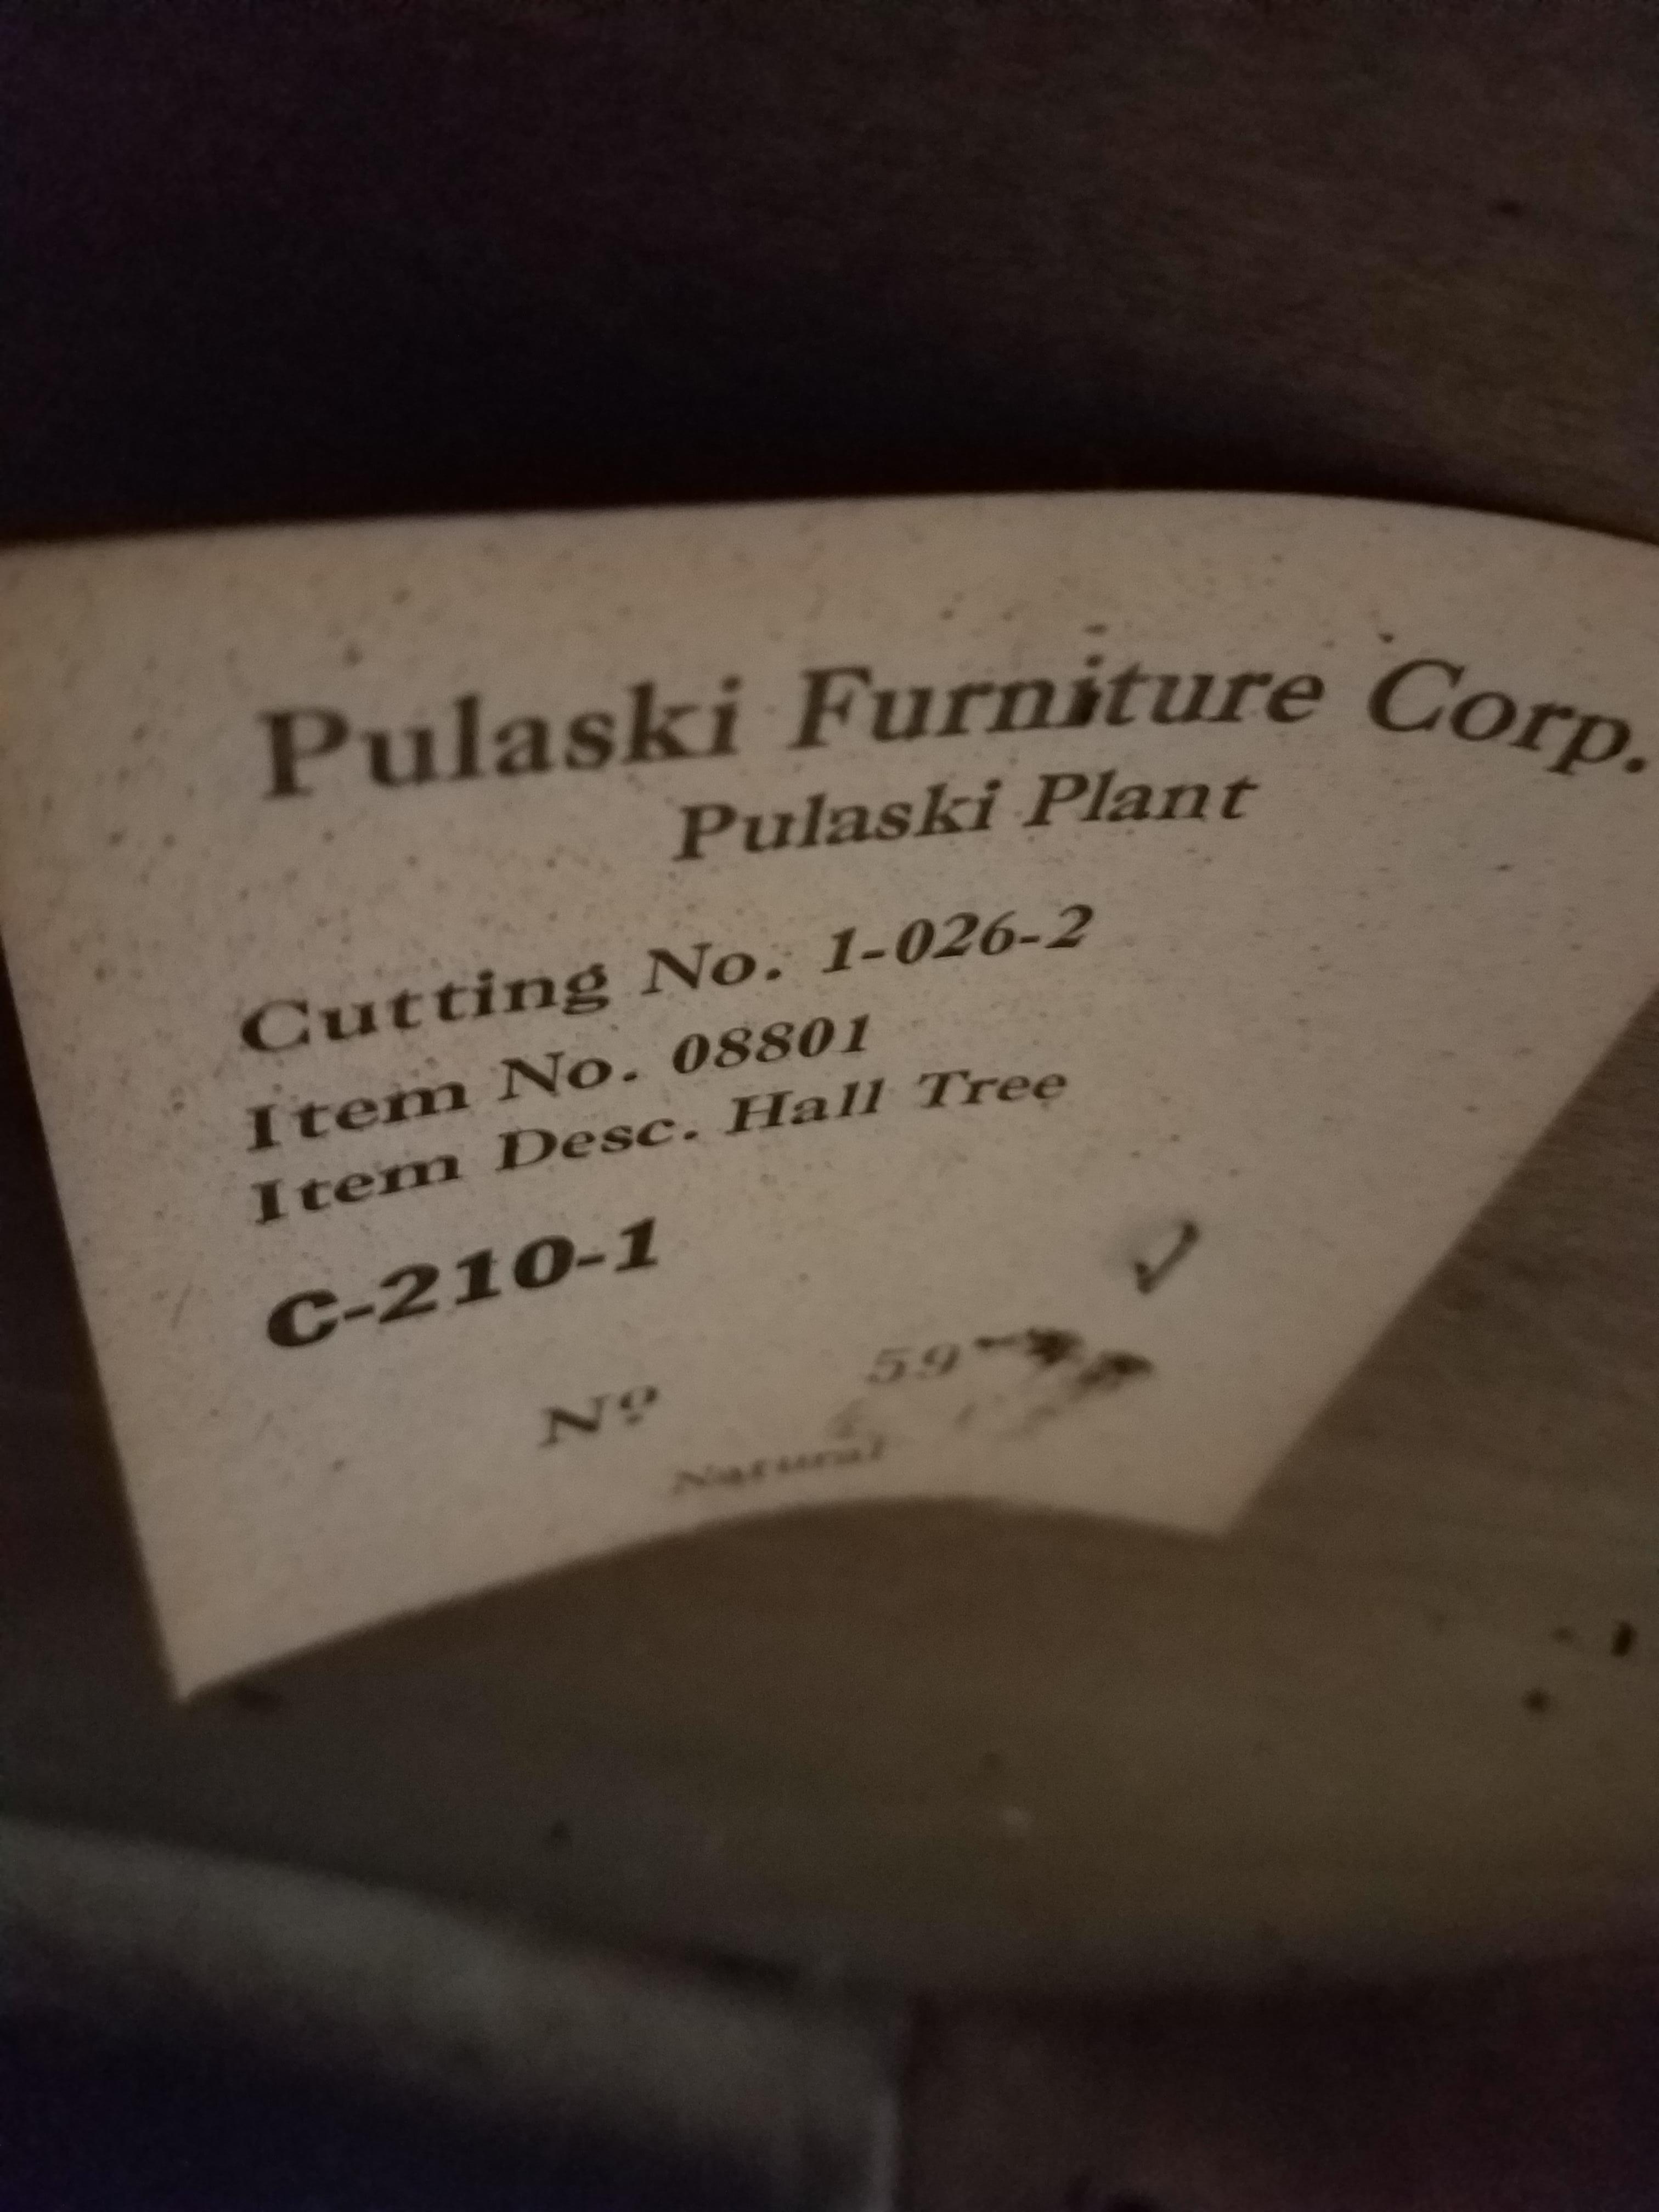 Pulaski Furniture Corp.
Pulaski Plant
Cutting No. 1-026-2
Item No. 08801
Item Desc. Hall Tree
C-210-1
Nº 59
Natural